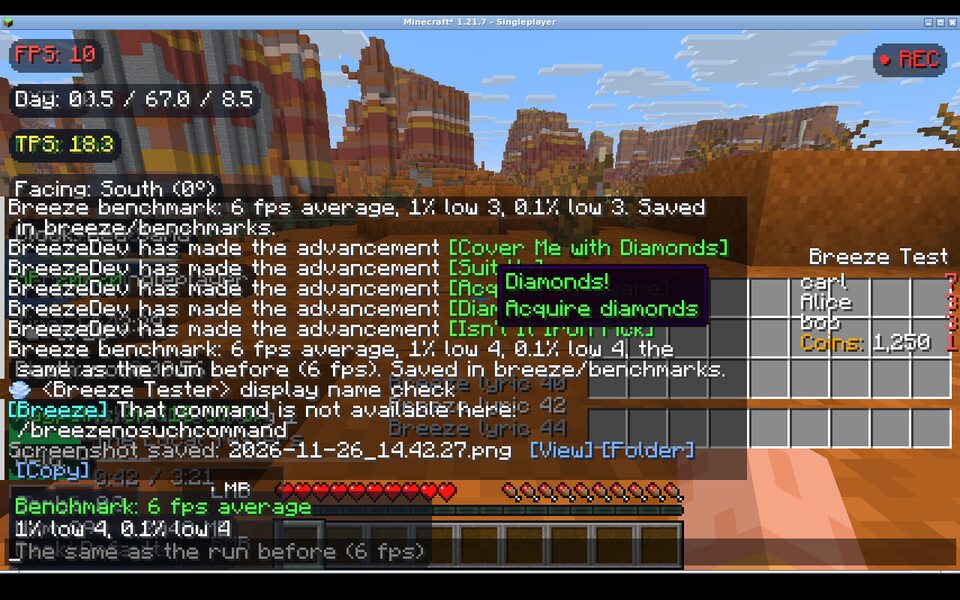 Minecraft* 1.21.7 - Singleplayer
FPS: 10
REC
Day: 00.5 / 67.0 / 8.5
TPS: 18.3
Facing: South (0°)
Breeze benchmark: 6 fps average, 1% low 3, 0.1% low 3. Saved
in breeze/benchmarks.
BreezeDev has made the advancement [Cover Me with Diamonds]
BreezeDev has made the advancement [Suit
BreezeDev has made the advancement [Acq
BreezeDev has made the advancement [Diam
BreezeDev has made the advancement [Isn't It Iron Pick]
Diamonds!
Acquire diamonds
Breeze Test
carl 7
Alice 3
bob 3
Coins: 1,250 1
Breeze benchmark: 6 fps average, 1% low 4, 0.1% low 4, the
same as the run before (6 fps). Saved in breeze/benchmarks.
<Breeze Tester> display name check
Breeze lyric 40
[Breeze] That command is not available here:
Breeze lyric 42
/breezenosuchcommand
Breeze lyric 44
Screenshot saved: 2026-11-26_14.42.27.png [View] [Folder]
[Copy]
0:42 / 3:21
LMB
Benchmark: 6 fps average
1% low 4, 0.1% low 4
The same as the run before (6 fps)